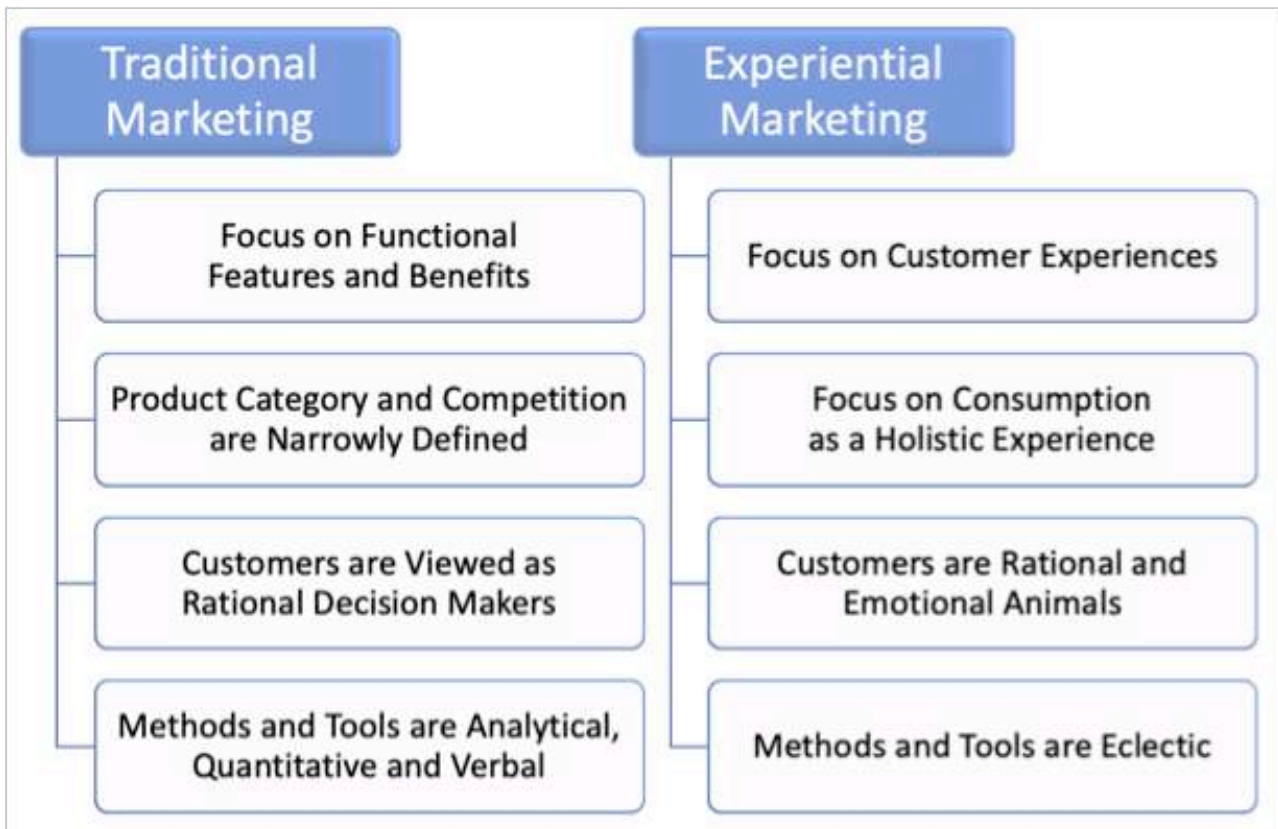 Traditional
Marketing
Focus on Functional
Features and Benefits
Product Category and Competition
are Narrowly Defined
Customers are Viewed as
Rational Decision Makers
Methods and Tools are Analytical,
Quantitative and Verbal
Experiential
Marketing
Focus on Customer Experiences
Focus on Consumption
as a Holistic Experience
Customers are Rational and
Emotional Animals
Methods and Tools are Eclectic